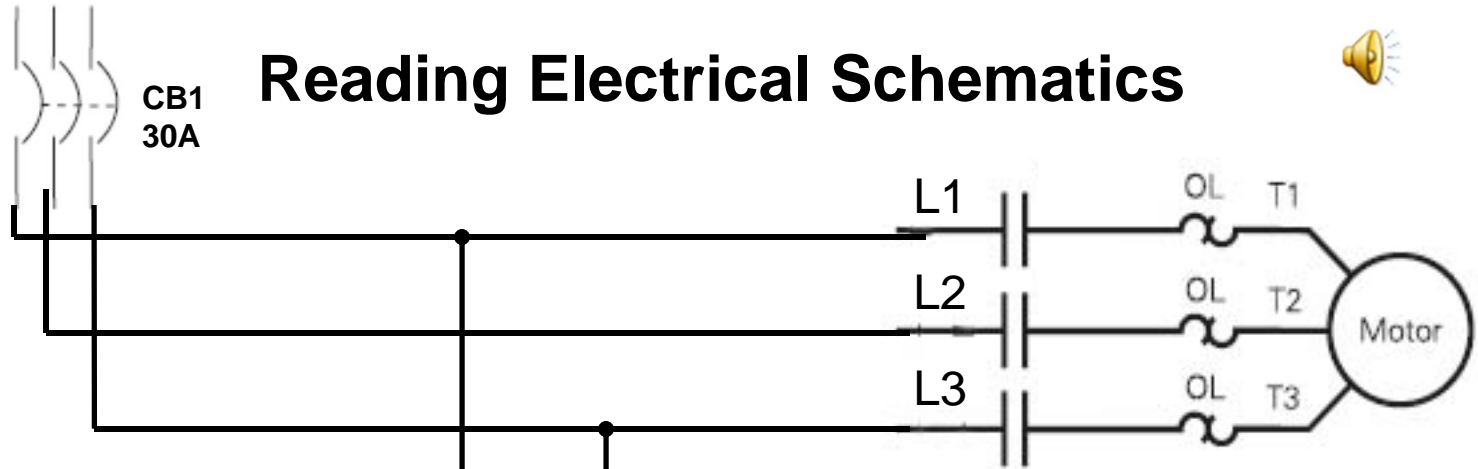 CB1
30A
Reading Electrical Schematics
L1
OL
T1
L2
OL
T2
Motor
L3
OL
T3